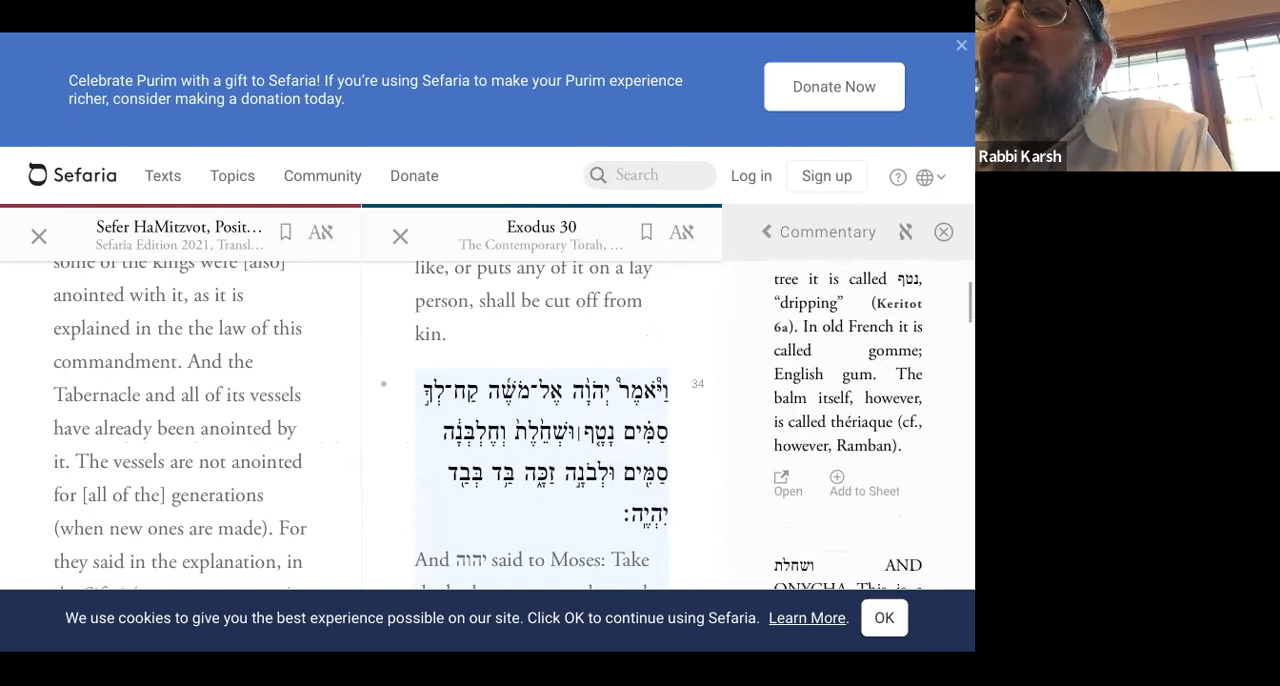 Celebrate Purim with a gift to Sefaria! If you’re using Sefaria to make your Purim experience
richer, consider making a donation today.
Donate Now
Rabbi Karsh
Sefaria
Texts
Topics
Community
Donate
Search
Log in
Sign up
Sefer HaMitzvot, Posit...
Sefaria Edition 2021, Transl...
Aא
some of the kings were [also]
anointed with it, as it is
explained in the the law of this
commandment. And the
Tabernacle and all of its vessels
have already been anointed by
it. The vessels are not anointed
for [all of the] generations
(when new ones are made). For
they said in the explanation, in
Exodus 30
The Contemporary Torah, ...
Aא
like, or puts any of it on a lay
person, shall be cut off from
kin.
34
וַיֹּ֩אמֶר֩ יְהֹוָ֨ה אֶל־מֹשֶׁ֜ה קַח־לְךָ֣
סַמִּ֗ים נָטָ֤ף ׀ וּשְׁחֵ֙לֶת֙ וְחֶלְבְּנָ֔ה
סַמִּ֖ים וּלְבֹנָ֣ה זַכָּ֑ה בַּ֥ד בְּבַ֖ד
יִהְיֶֽה׃
And יהוה said to Moses: Take
Commentary
א
tree it is called נטף,
“dripping” (Keritot
6a). In old French it is
called gomme;
English gum. The
balm itself, however,
is called thériaque (cf.,
however, Ramban).
Open
Add to Sheet
ושחלת AND
ONYCHA This is a
We use cookies to give you the best experience possible on our site. Click OK to continue using Sefaria. Learn More.
OK